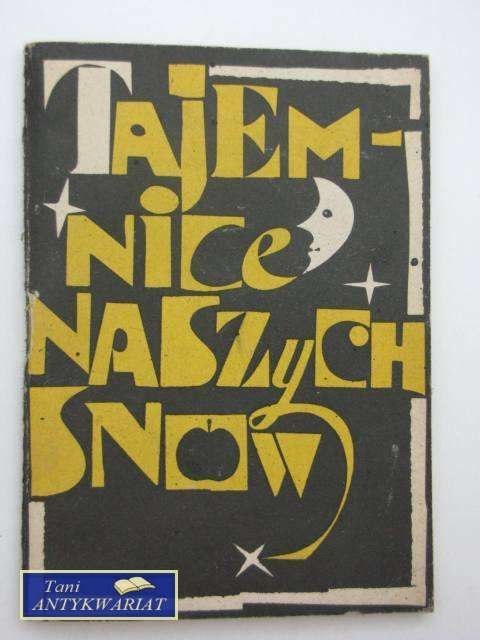 TAJEM-
NICE
NASZyCH
SNÓW
Tani
ANTYKWARIAT